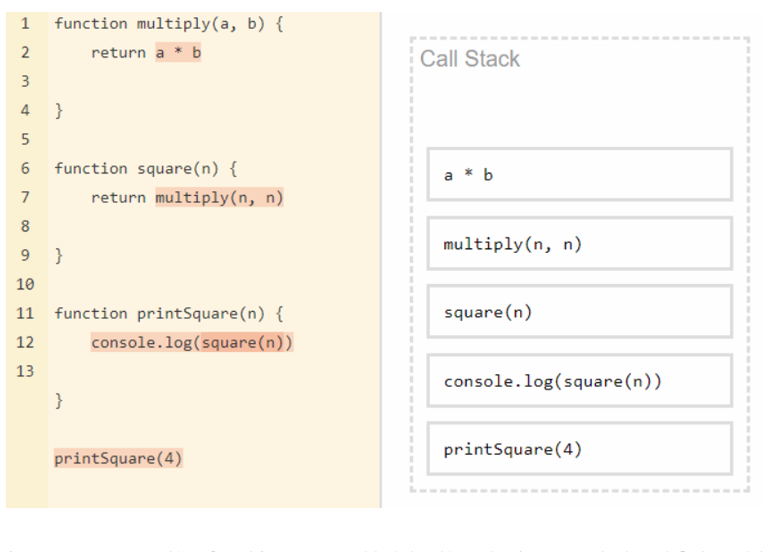 1 function multiply(a, b) {
2 return a * b
3
4 }
5
6 function square(n) {
7 return multiply(n, n)
8
9 }
10
11 function printSquare(n) {
12 console.log(square(n))
13
}
printSquare(4)
Call Stack
a * b
multiply(n, n)
square(n)
console.log(square(n))
printSquare(4)